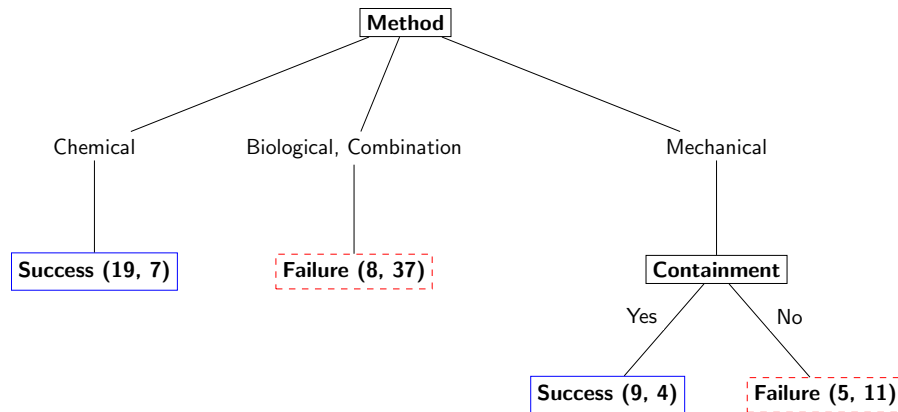 Method
Chemical
Biological, Combination
Mechanical
Success (19, 7)
Failure (8, 37)
Containment
Yes
No
Success (9, 4)
Failure (5, 11)